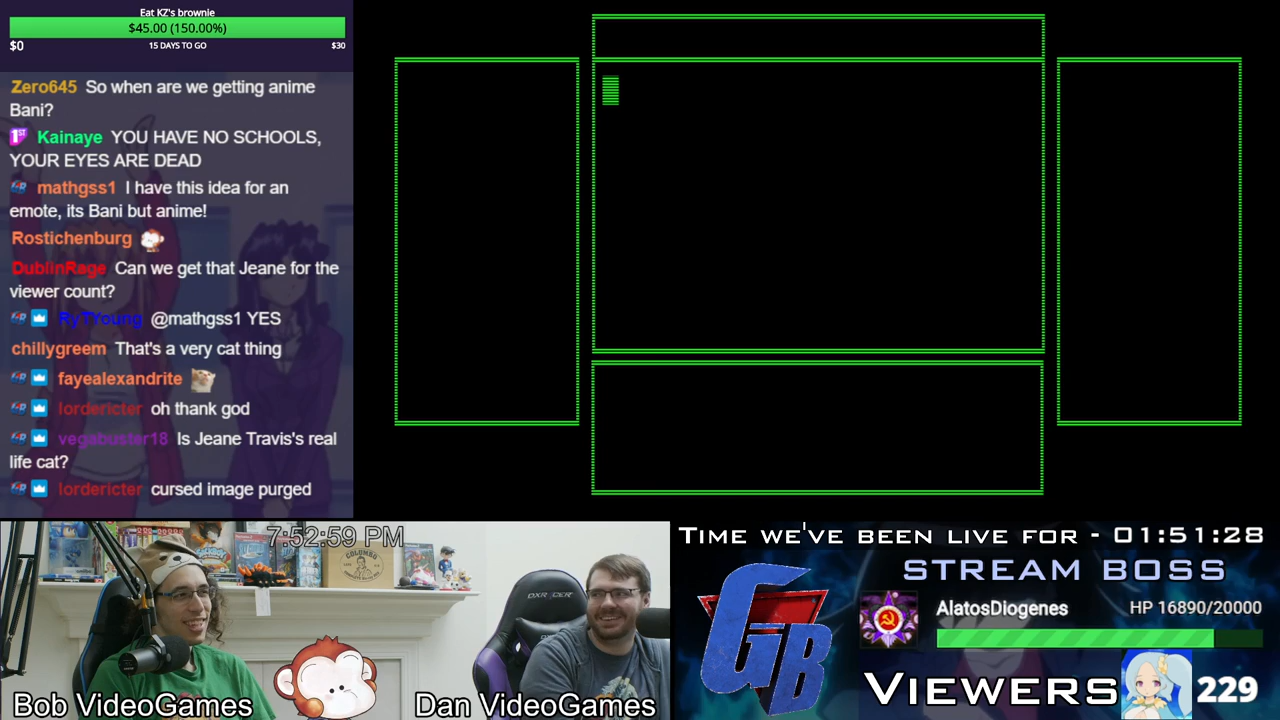 Eat KZ's brownie
$45.00 (150.00%)
$0 15 DAYS TO GO $30
Zero645 So when are we getting anime
Bani?
1ST Kainaye YOU HAVE NO SCHOOLS,
YOUR EYES ARE DEAD
mathgss1 I have this idea for an
emote, its Bani but anime!
Rostichenburg
DublinRage Can we get that Jeane for the
viewer count?
RyTYoung @mathgss1 YES
chillygreem That's a very cat thing
fayealexandrite
lordericter oh thank god
vegabuster18 Is Jeane Travis's real
life cat?
lordericter cursed image purged
7:52:59 PM
COLUMBO
DXRACER
Bob VideoGames
Dan VideoGames
Time we've been live for - 01:51:28
GB
STREAM BOSS
AlatosDiogenes HP 16890/20000
Viewers 229